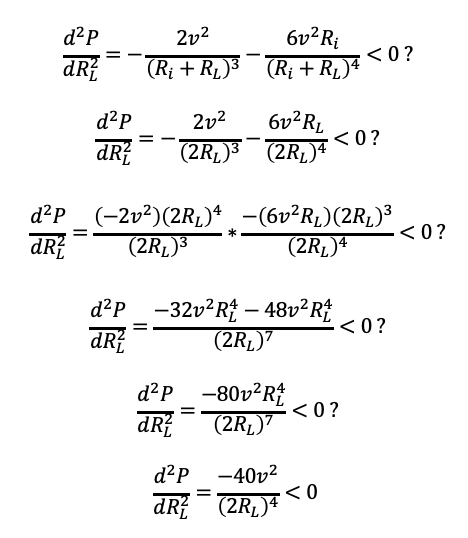 d²P/dR_L² = − 2v²/(R_i + R_L)³ − 6v²R_i/(R_i + R_L)⁴ < 0 ?
d²P/dR_L² = − 2v²/(2R_L)³ − 6v²R_L/(2R_L)⁴ < 0 ?
d²P/dR_L² = (−2v²)(2R_L)⁴/(2R_L)³ * −(6v²R_L)(2R_L)³/(2R_L)⁴ < 0 ?
d²P/dR_L² = −32v²R_L⁴ − 48v²R_L⁴/(2R_L)⁷ < 0 ?
d²P/dR_L² = −80v²R_L⁴/(2R_L)⁷ < 0 ?
d²P/dR_L² = −40v²/(2R_L)⁴ < 0